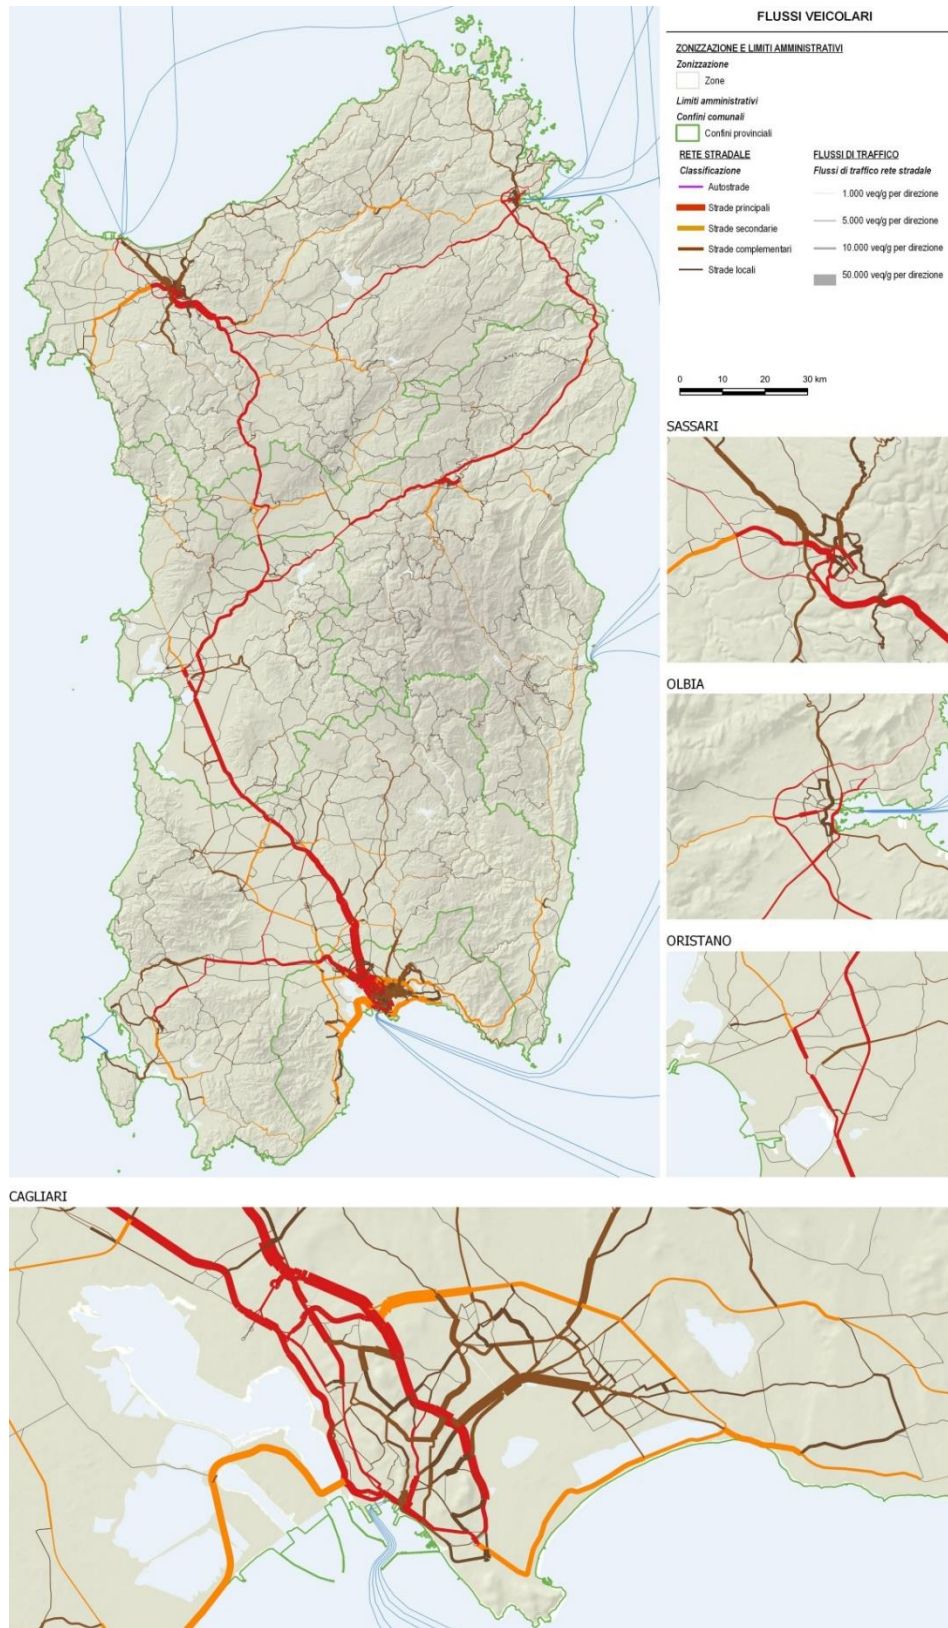 FLUSSI VEICOLARI
ZONIZZAZIONE E LIMITI AMMINISTRATIVI
Zonizzazione
Zone
Limiti amministrativi
Confini comunali
Confini provinciali
RETE STRADALE
Classificazione
Autostrade
Strade principali
Strade secondarie
Strade complementari
Strade locali
FLUSSI DI TRAFFICO
Flussi di traffico rete stradale
1.000 veq/g per direzione
5.000 veq/g per direzione
10.000 veq/g per direzione
50.000 veq/g per direzione
0 10 20 30 km
SASSARI
OLBIA
ORISTANO
CAGLIARI